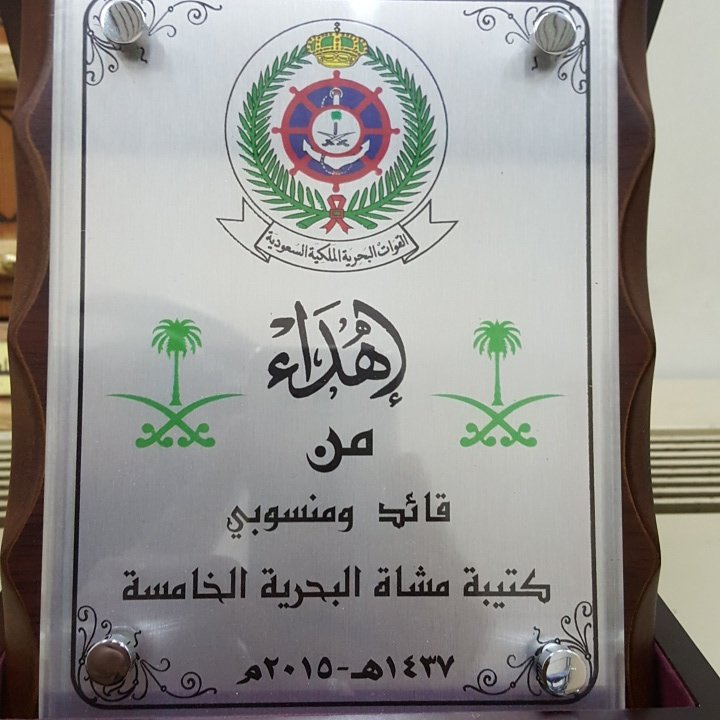 القوات البحرية الملكية السعودية
إهداء
من
قائد ومنسوبي
كتيبة مشاة البحرية الخامسة
١٤٣٧هـ-٢٠١٥م